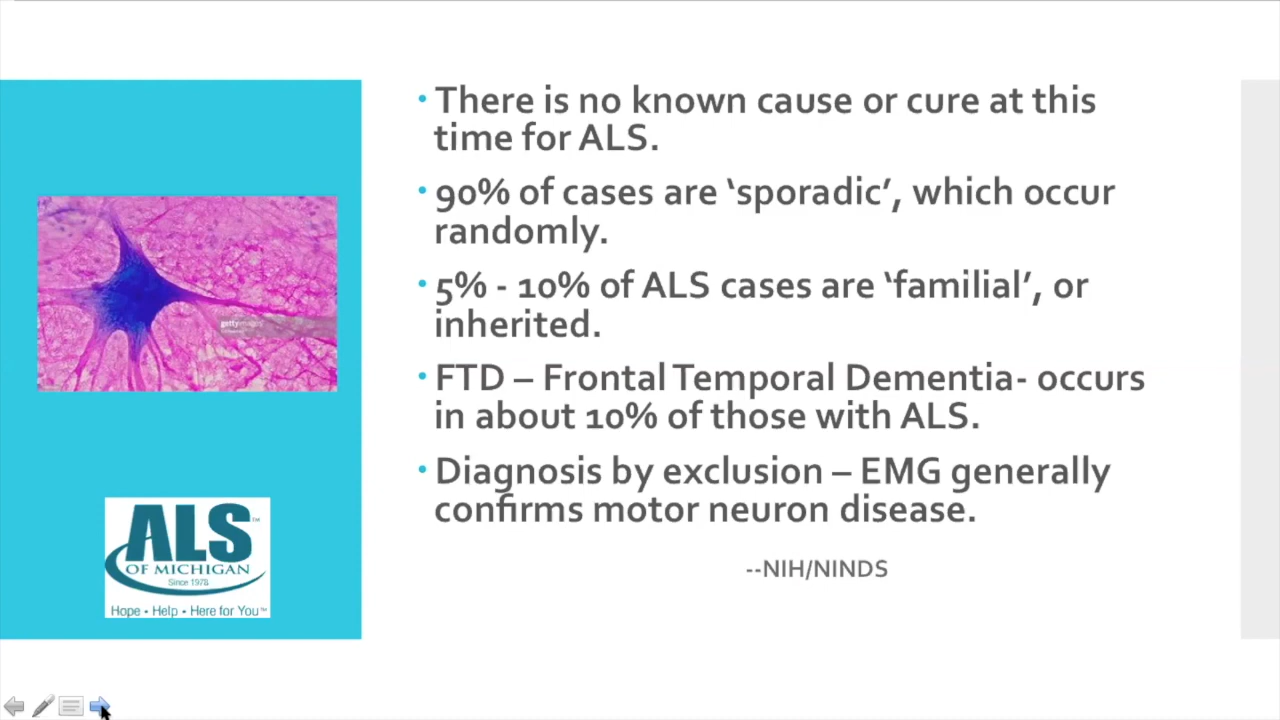 • There is no known cause or cure at this
time for ALS.
• 90% of cases are ‘sporadic’, which occur
randomly.
• 5% - 10% of ALS cases are ‘familial’, or
inherited.
• FTD – Frontal Temporal Dementia- occurs
in about 10% of those with ALS.
• Diagnosis by exclusion – EMG generally
confirms motor neuron disease.
--NIH/NINDS
gettyimages
ALS™
OF MICHIGAN
Since 1978
Hope • Help • Here for You™